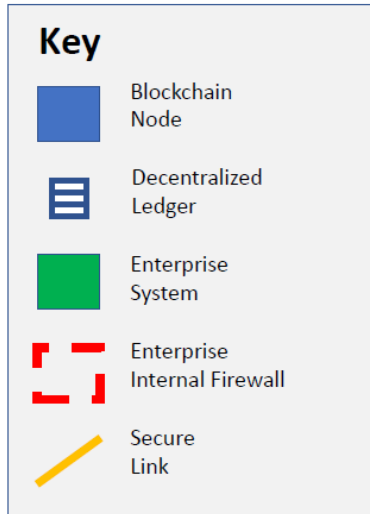 Key
Blockchain
Node
Decentralized
Ledger
Enterprise
System
Enterprise
Internal Firewall
Secure
Link